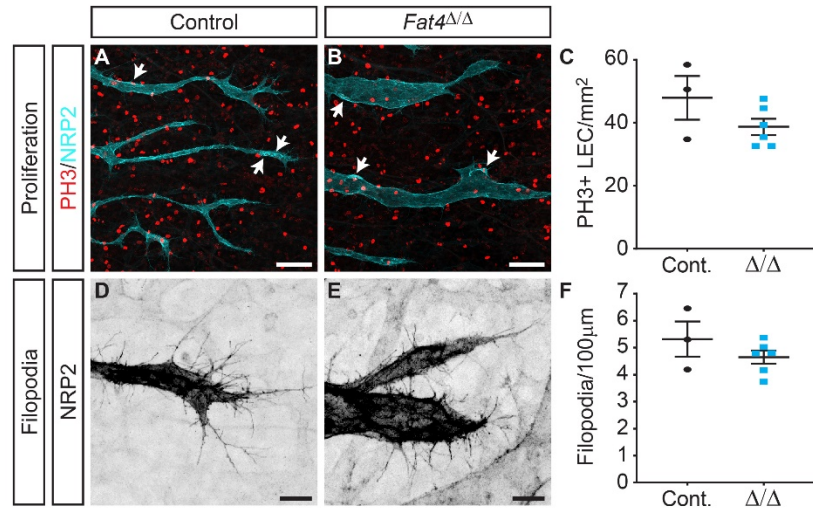 Control
Fat4Δ/Δ
Proliferation
PH3/NRP2
A
B
C
PH3+ LEC/mm²
60
40
20
0
Cont.
Δ/Δ
Filopodia
NRP2
D
E
F
Filopodia/100μm
7
6
5
4
3
2
1
0
Cont.
Δ/Δ